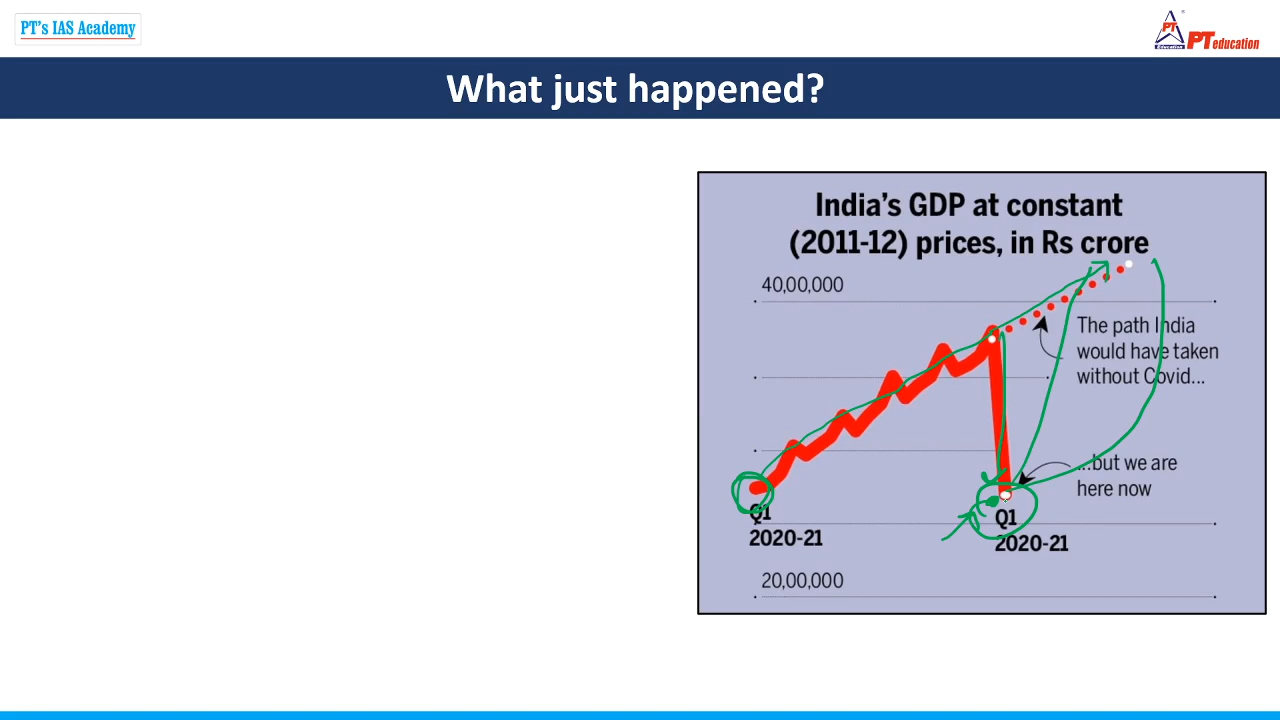 PT's IAS Academy
PT
Education
PT education
What just happened?
India's GDP at constant
(2011-12) prices, in Rs crore
40,00,000
The path India
would have taken
without Covid...
...but we are
here now
Q1
2020-21
Q1
2020-21
20,00,000